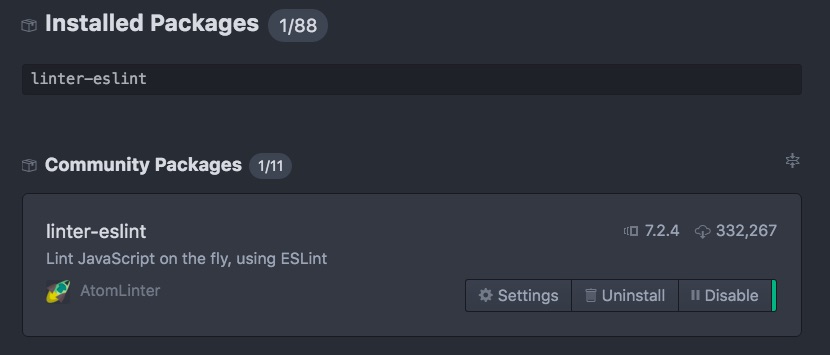 Installed Packages 1/88
linter-eslint
Community Packages 1/11
linter-eslint 7.2.4 332,267
Lint JavaScript on the fly, using ESLint
AtomLinter Settings Uninstall Disable